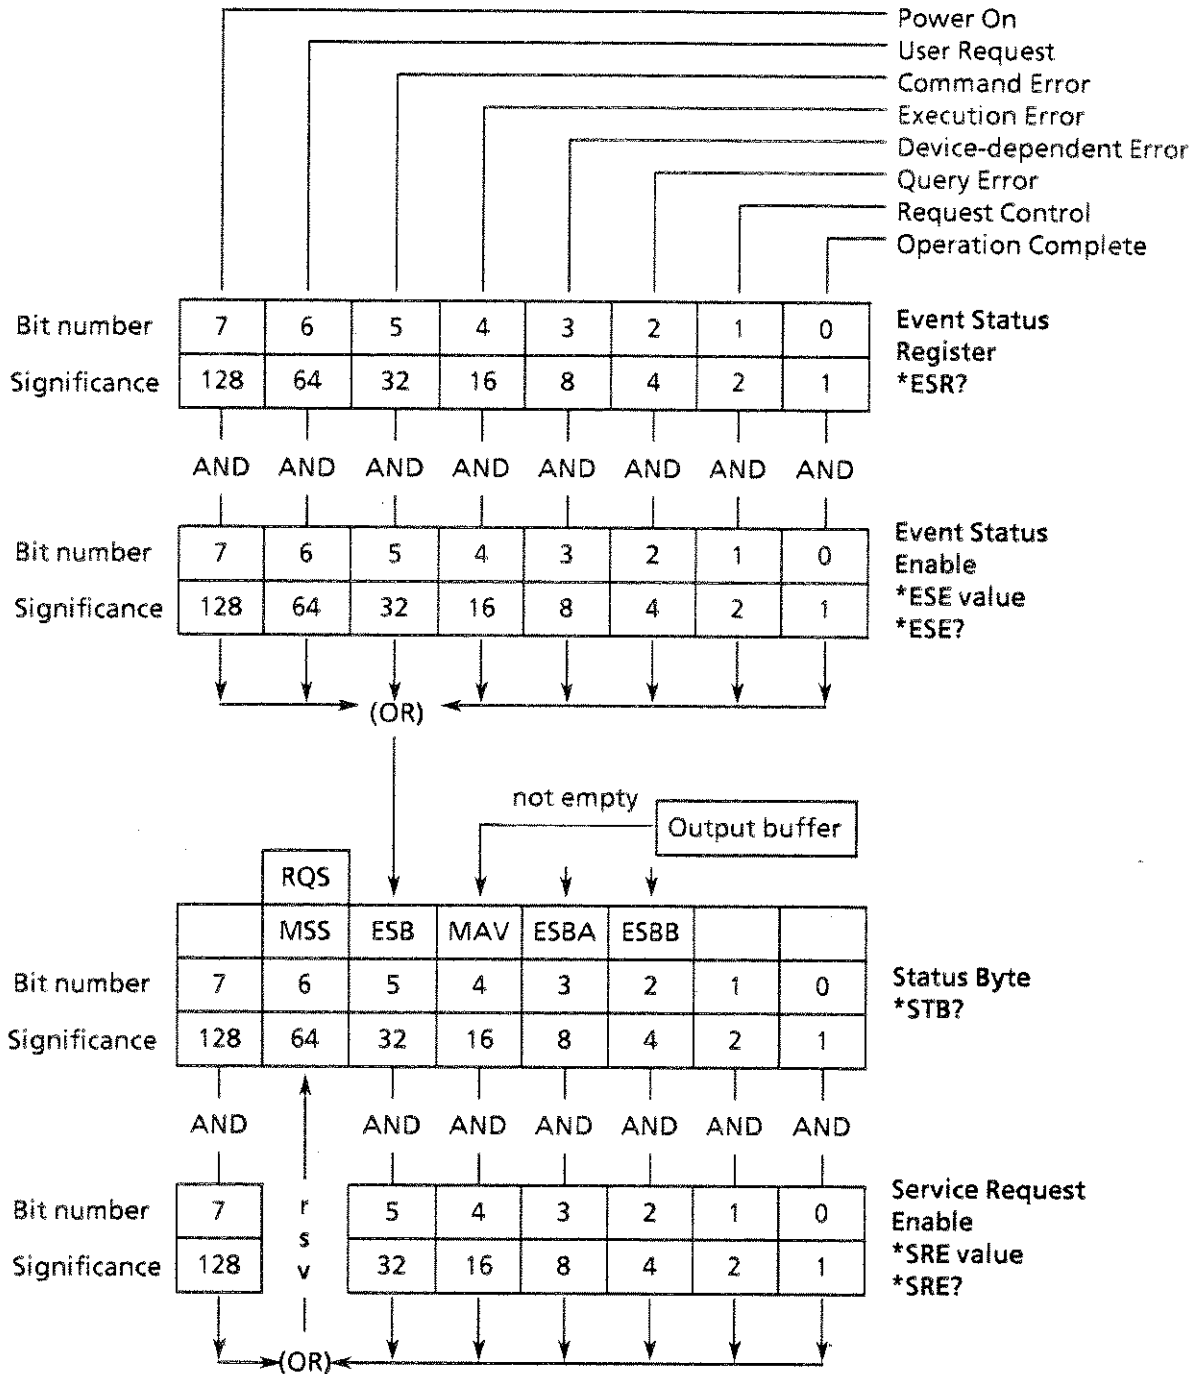 Power On
User Request
Command Error
Execution Error
Device-dependent Error
Query Error
Request Control
Operation Complete
Bit number 7 6 5 4 3 2 1 0
Significance 128 64 32 16 8 4 2 1
Event Status
Register
*ESR?
AND AND AND AND AND AND AND AND
Bit number 7 6 5 4 3 2 1 0
Significance 128 64 32 16 8 4 2 1
Event Status
Enable
*ESE value
*ESE?
(OR)
not empty
Output buffer
RQS
MSS ESB MAV ESBA ESBB
Bit number 7 6 5 4 3 2 1 0
Significance 128 64 32 16 8 4 2 1
Status Byte
*STB?
AND AND AND AND AND AND AND
Bit number 7 5 4 3 2 1 0
Significance 128 32 16 8 4 2 1
r
s
v
Service Request
Enable
*SRE value
*SRE?
(OR)